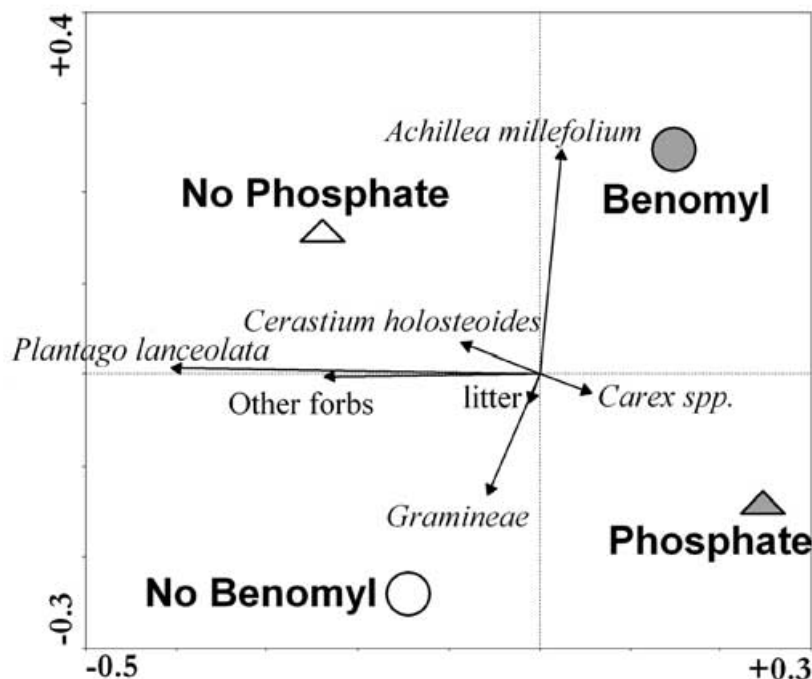 +0.4
Achillea millefolium
No Phosphate
Benomyl
Cerastium holosteoides
Plantago lanceolata
Other forbs
litter
Carex spp.
Gramineae
Phosphate
No Benomyl
-0.3
-0.5
+0.3